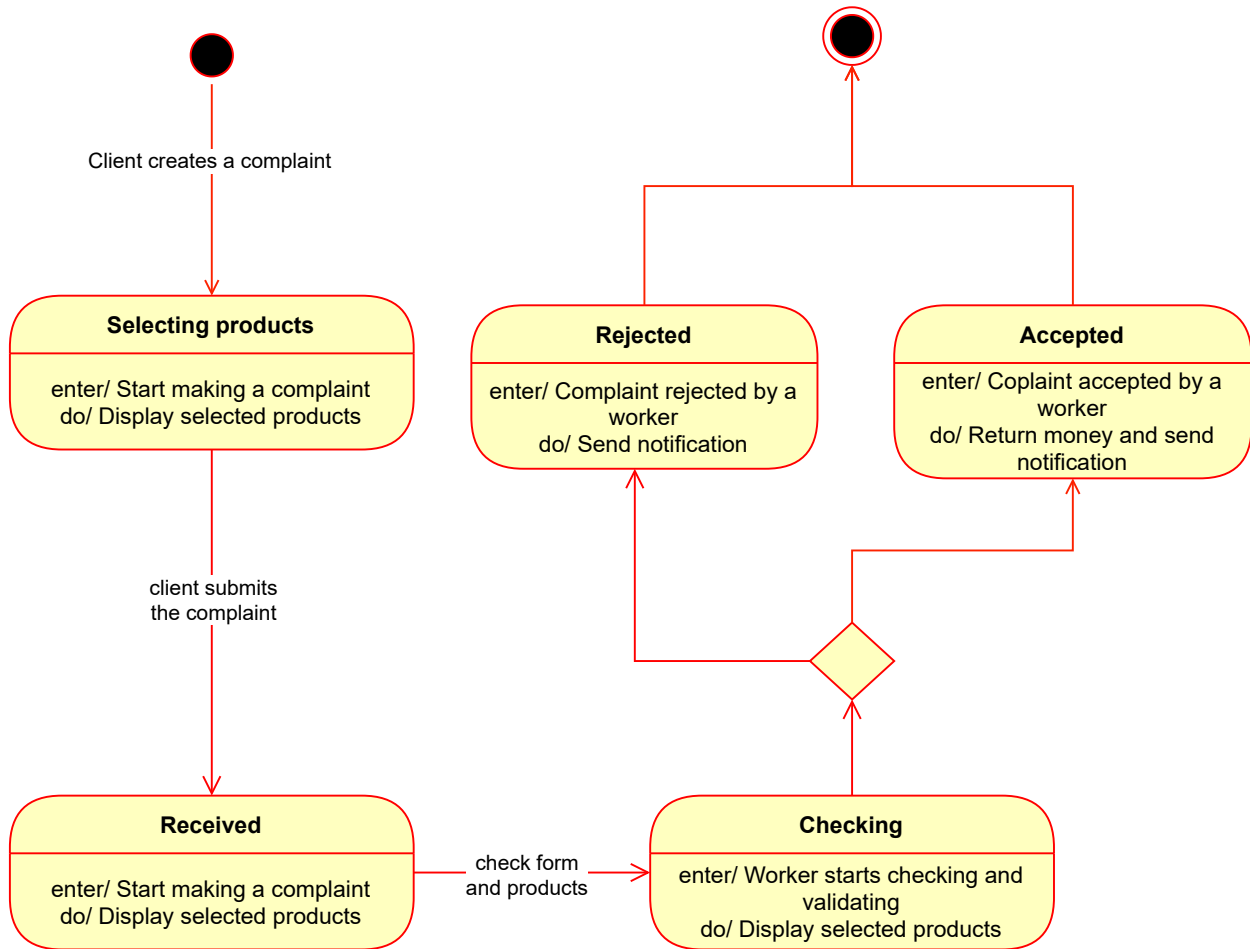 Client creates a complaint
Selecting products
enter/ Start making a complaint
do/ Display selected products
client submits
the complaint
Received
enter/ Start making a complaint
do/ Display selected products
check form
and products
Checking
enter/ Worker starts checking and
validating
do/ Display selected products
Rejected
enter/ Complaint rejected by a
worker
do/ Send notification
Accepted
enter/ Coplaint accepted by a
worker
do/ Return money and send
notification